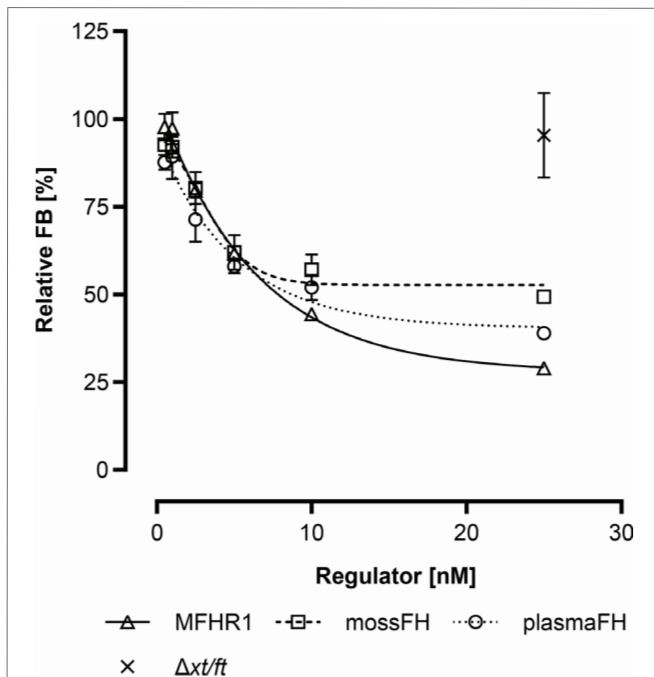 125
100
75
50
25
0
Relative FB [%]
0 10 20 30
Regulator [nM]
MFHR1 mossFH plasmaFH
Δxt/ft